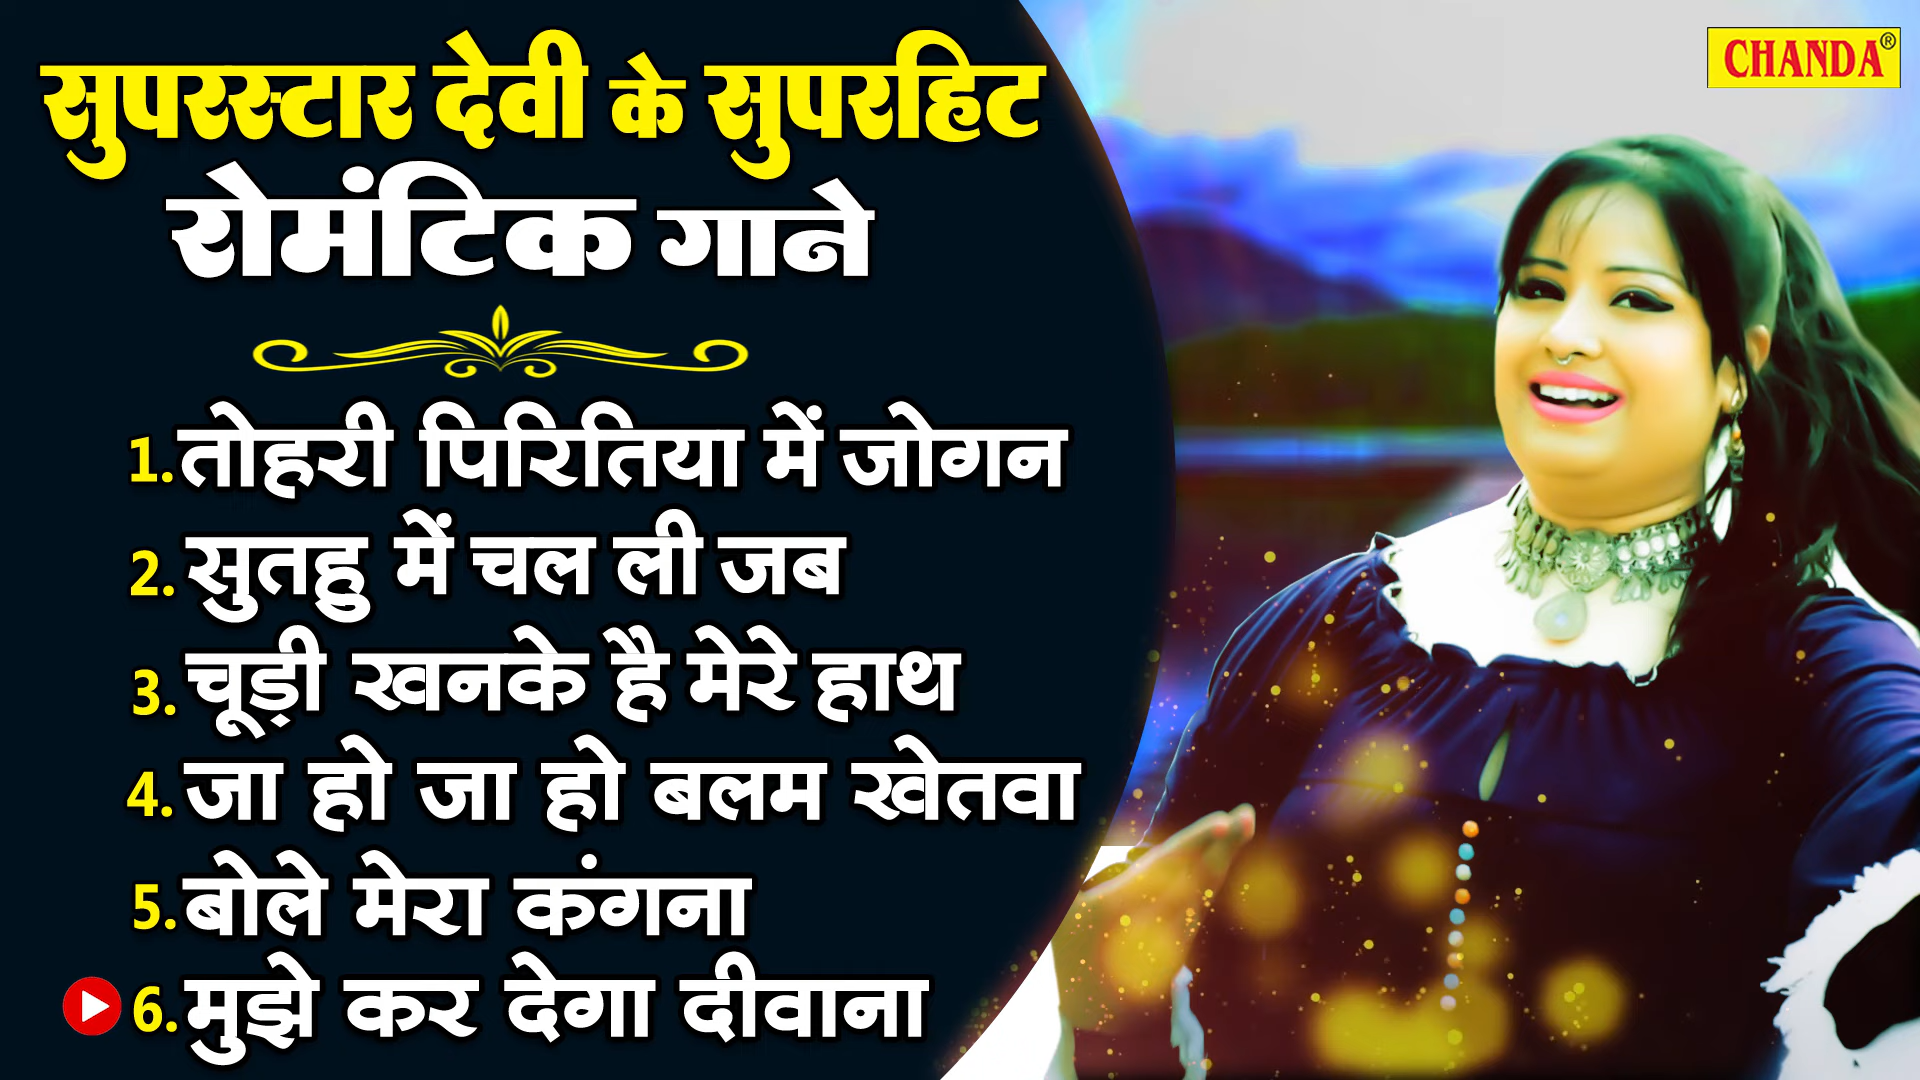 सुपरस्टार देवी के सुपरहिट
रोमंटिक गाने
CHANDA®
1. तोहरी पिरितिया में जोगन
2. सुतहु में चल ली जब
3. चूड़ी खनके है मेरे हाथ
4. जा हो जा हो बलम खेतवा
5. बोले मेरा कंगना
6. मुझे कर देगा दीवाना